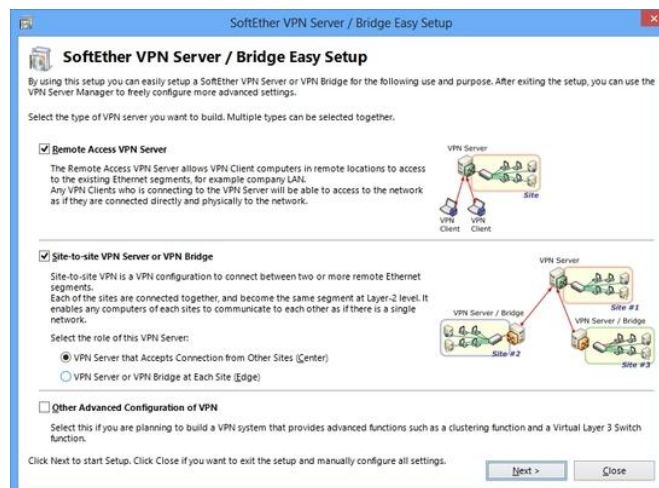 SoftEther VPN Server / Bridge Easy Setup
SoftEther VPN Server / Bridge Easy Setup
By using this setup you can easily setup a SoftEther VPN Server or VPN Bridge for the following use and purpose. After exiting the setup, you can use the
VPN Server Manager to freely configure more advanced settings.
Select the type of VPN server you want to build. Multiple types can be selected together.
Remote Access VPN Server
The Remote Access VPN Server allows VPN Client computers in remote locations to access
to the existing Ethernet segments, for example company LAN.
Any VPN Clients who is connecting to the VPN Server will be able to access to the network
as if they are connected directly and physically to the network.
VPN Server
Site
VPN Client
VPN Client
Site-to-site VPN Server or VPN Bridge
Site-to-site VPN is a VPN configuration to connect between two or more remote Ethernet
segments.
Each of the sites are connected together, and become the same segment at Layer-2 level. It
enables any computers of each sites to communicate to each other as if there is a single
network.
Select the role of this VPN Server:
VPN Server that Accepts Connection from Other Sites (Center)
VPN Server or VPN Bridge at Each Site (Edge)
VPN Server
Site #1
VPN Server / Bridge
Site #2
VPN Server / Bridge
Site #3
Other Advanced Configuration of VPN
Select this if you are planning to build a VPN system that provides advanced functions such as a clustering function and a Virtual Layer 3 Switch
function.
Click Next to start Setup. Click Close if you want to exit the setup and manually configure all settings.
Next >
Close